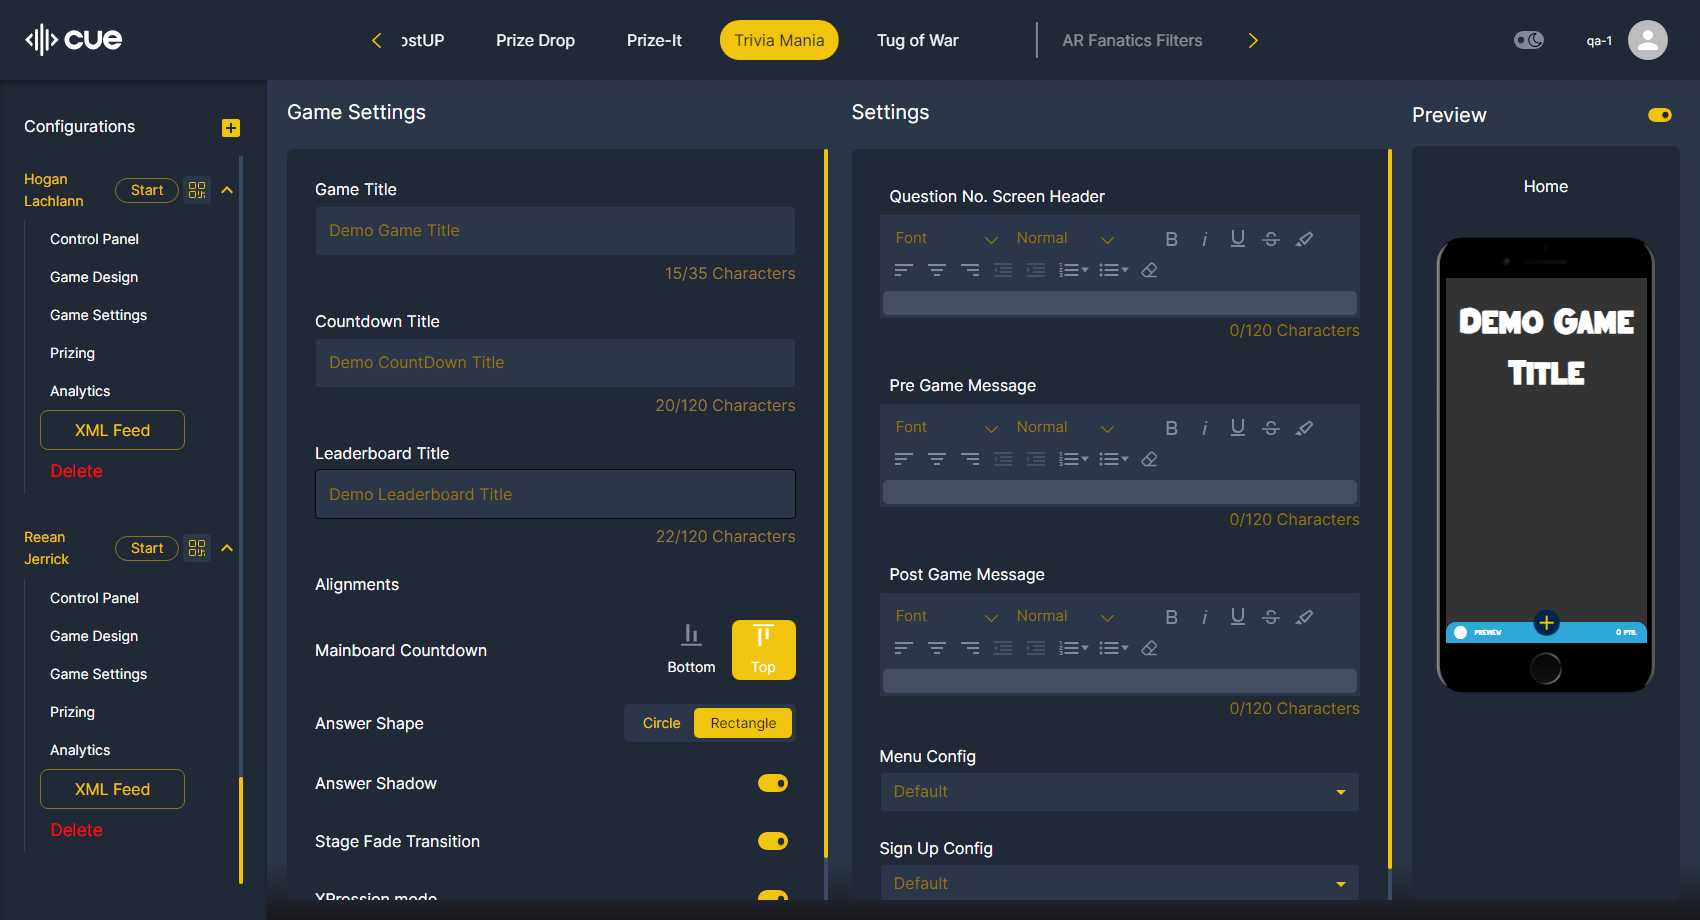 cue
ostUP
Prize Drop
Prize-It
Trivia Mania
Tug of War
AR Fanatics Filters
qa-1
Configurations
Hogan
Lachlann
Start
Control Panel
Game Design
Game Settings
Prizing
Analytics
XML Feed
Delete
Reean
Jerrick
Start
Control Panel
Game Design
Game Settings
Prizing
Analytics
XML Feed
Delete
Game Settings
Game Title
Demo Game Title
15/35 Characters
Countdown Title
Demo CountDown Title
20/120 Characters
Leaderboard Title
Demo Leaderboard Title
22/120 Characters
Alignments
Mainboard Countdown
Bottom
Top
Answer Shape
Circle
Rectangle
Answer Shadow
Stage Fade Transition
XPression mode
Settings
Question No. Screen Header
Font
Normal
B i U S
0/120 Characters
Pre Game Message
Font
Normal
B i U S
0/120 Characters
Post Game Message
Font
Normal
B i U S
0/120 Characters
Menu Config
Default
Sign Up Config
Default
Preview
Home
Demo Game
Title
PREVIEW
0 PTS.